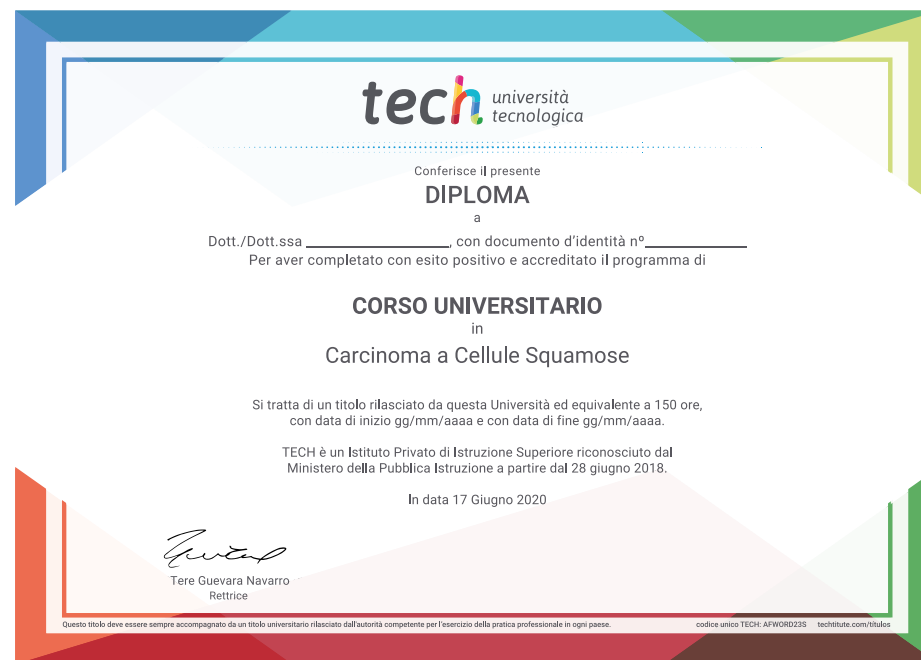 tech università
tecnologica
Conferisce il presente
DIPLOMA
a
Dott./Dott.ssa ________________, con documento d'identità nº____________
Per aver completato con esito positivo e accreditato il programma di
CORSO UNIVERSITARIO
in
Carcinoma a Cellule Squamose
Si tratta di un titolo rilasciato da questa Università ed equivalente a 150 ore,
con data di inizio gg/mm/aaaa e con data di fine gg/mm/aaaa.
TECH è un Istituto Privato di Istruzione Superiore riconosciuto dal
Ministero della Pubblica Istruzione a partire dal 28 giugno 2018.
In data 17 Giugno 2020
Tere Guevara Navarro
Rettrice
Questo titolo deve essere sempre accompagnato da un titolo universitario rilasciato dall'autorità competente per l'esercizio della pratica professionale in ogni paese. codice unico TECH: AFWORD23S techtitute.com/titulos